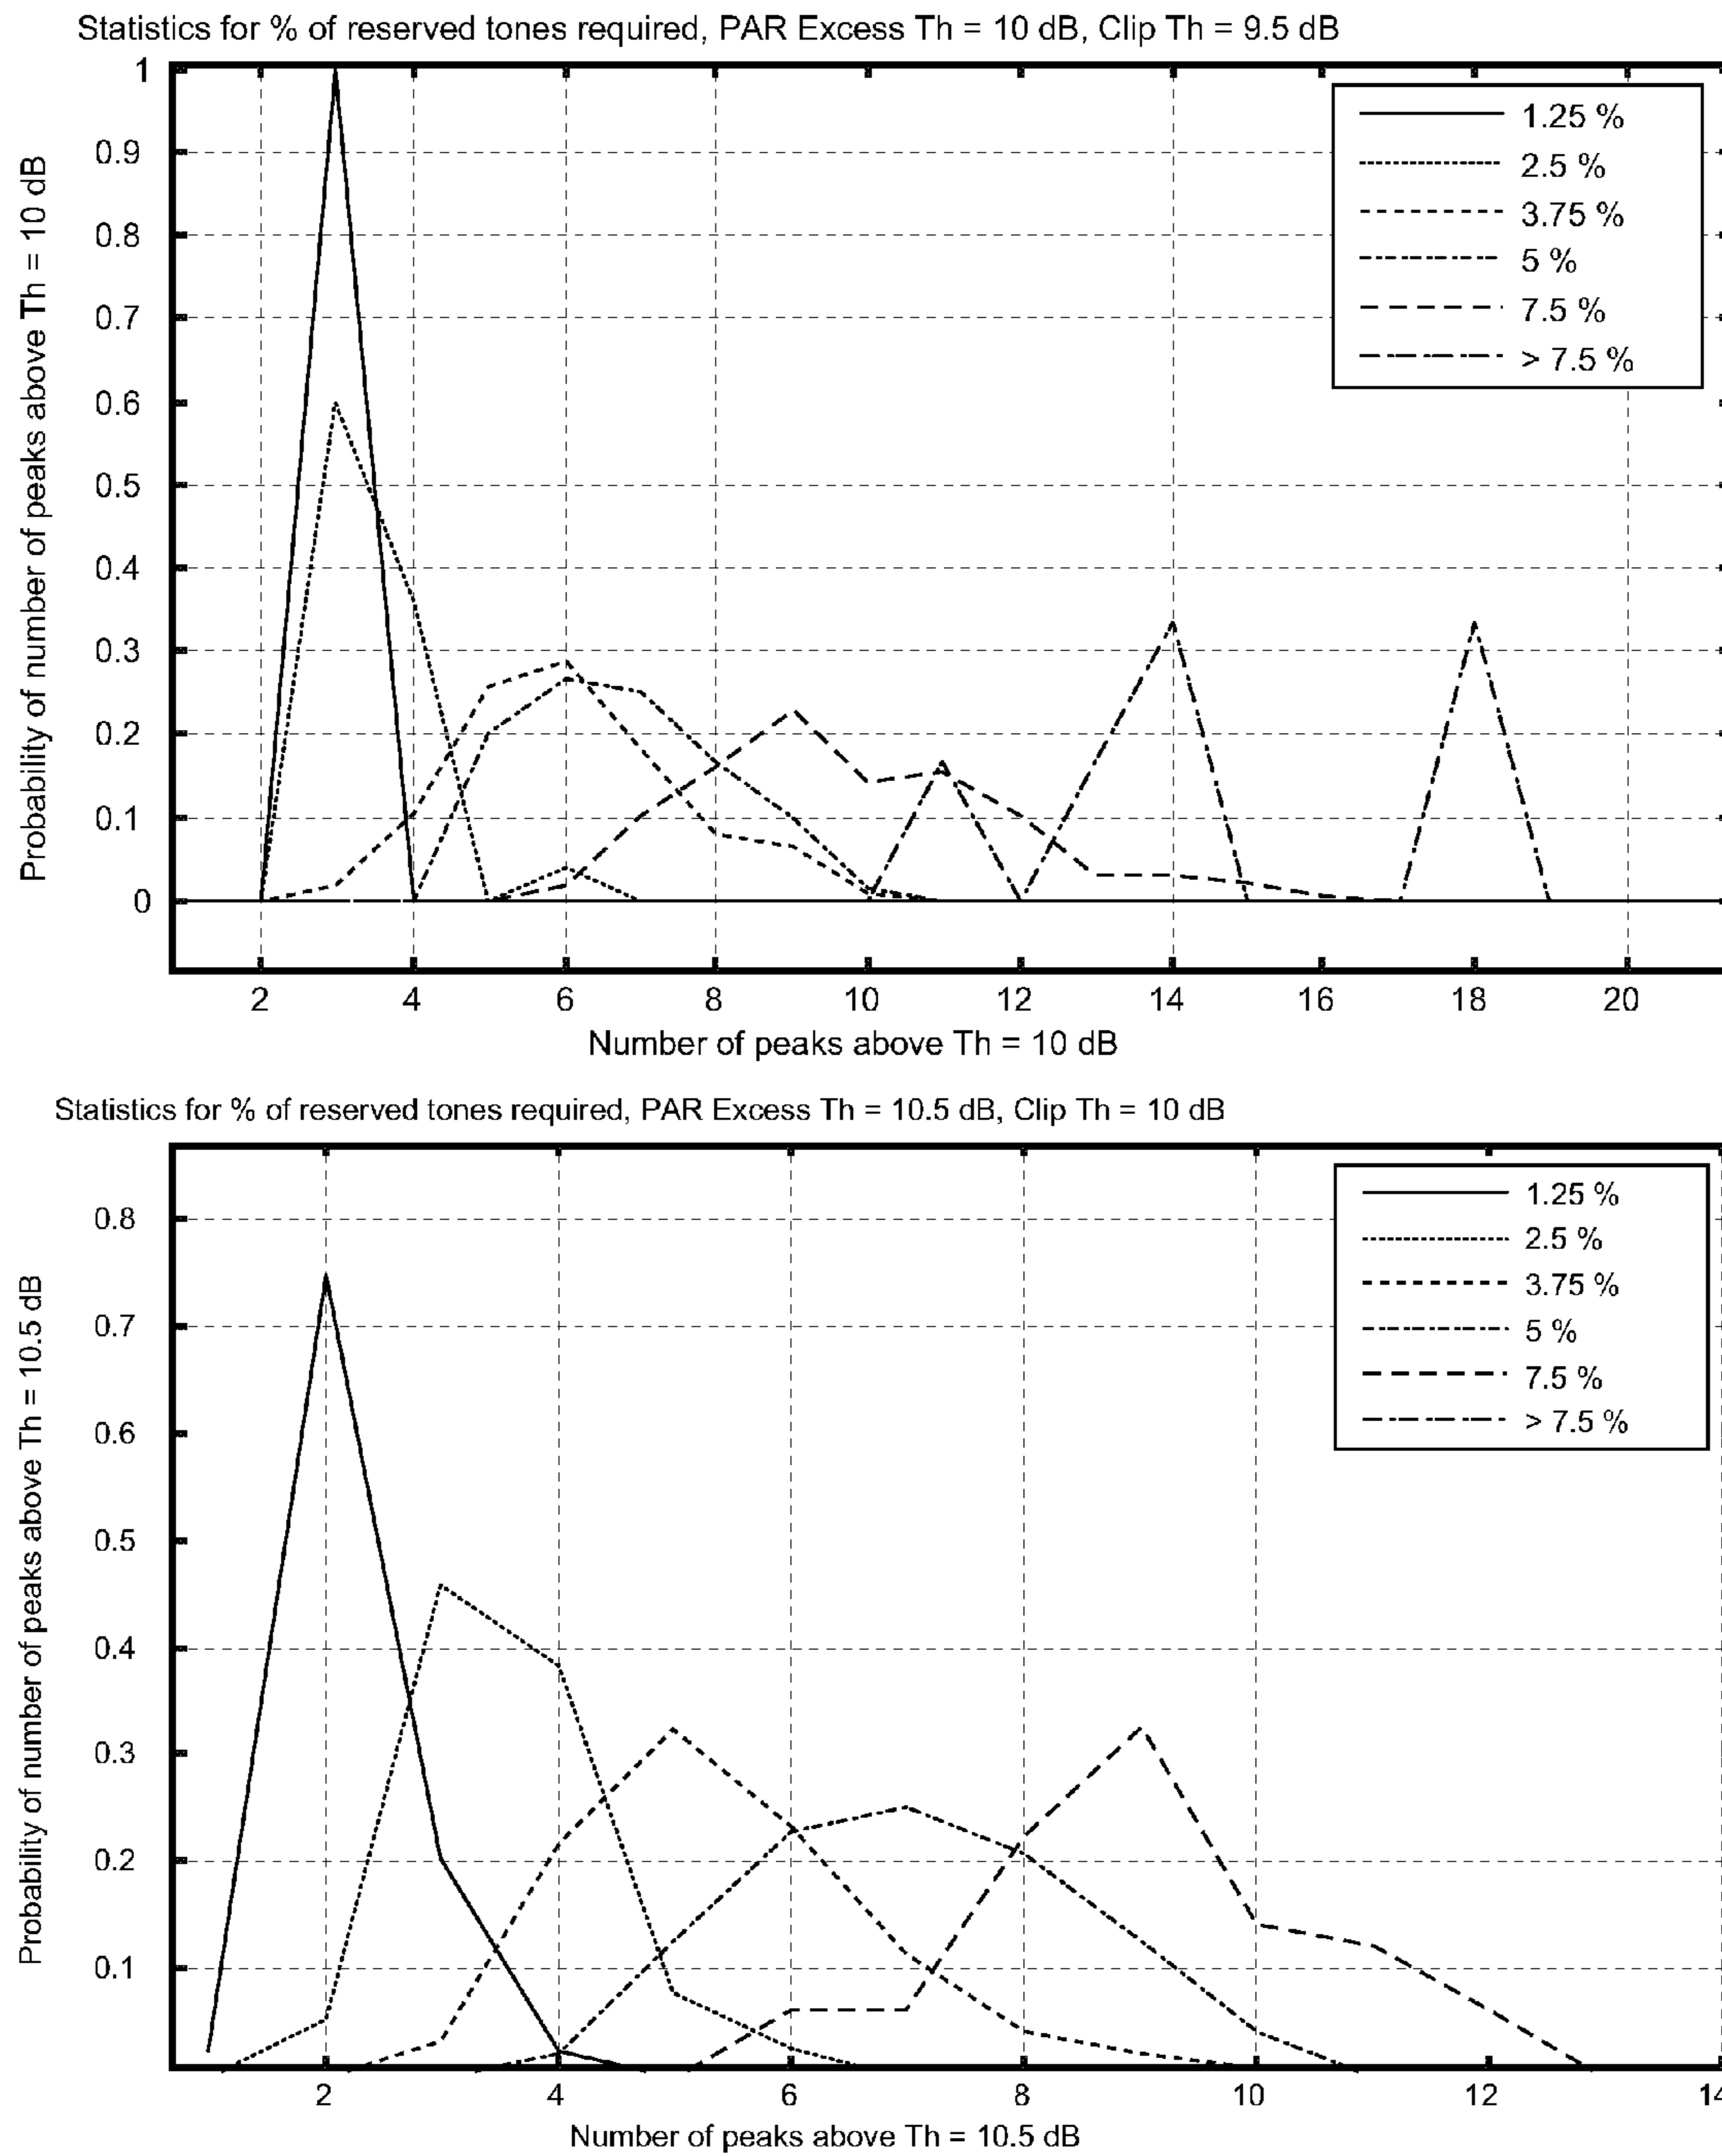 Statistics for % of reserved tones required, PAR Excess Th = 10 dB, Clip Th = 9.5 dB
Probability of number of peaks above Th = 10 dB
1
0.9
0.8
0.7
0.6
0.5
0.4
0.3
0.2
0.1
0
1.25 %
2.5 %
3.75 %
5 %
7.5 %
> 7.5 %
2 4 6 8 10 12 14 16 18 20
Number of peaks above Th = 10 dB
Statistics for % of reserved tones required, PAR Excess Th = 10.5 dB, Clip Th = 10 dB
Probability of number of peaks above Th = 10.5 dB
0.8
0.7
0.6
0.5
0.4
0.3
0.2
0.1
1.25 %
2.5 %
3.75 %
5 %
7.5 %
> 7.5 %
2 4 6 8 10 12 14
Number of peaks above Th = 10.5 dB